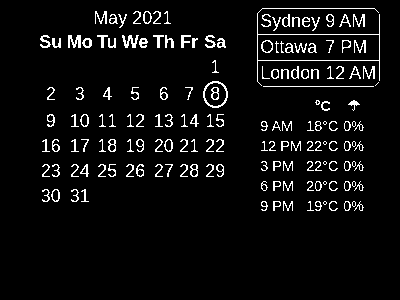 May 2021
Su Mo Tu We Th Fr Sa
1
2 3 4 5 6 7 8
9 10 11 12 13 14 15
16 17 18 19 20 21 22
23 24 25 26 27 28 29
30 31
Sydney 9 AM
Ottawa 7 PM
London 12 AM
°C ☂
9 AM 18°C 0%
12 PM 22°C 0%
3 PM 22°C 0%
6 PM 20°C 0%
9 PM 19°C 0%